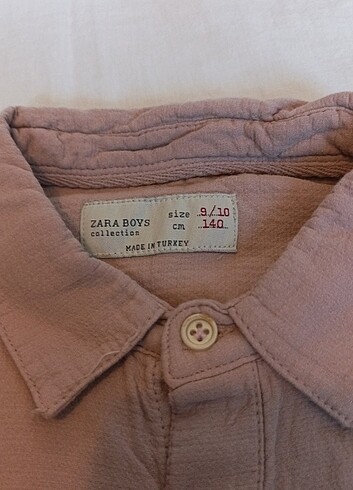 ZARA BOYS size 9/10
collection cm 140
MADE IN TURKEY